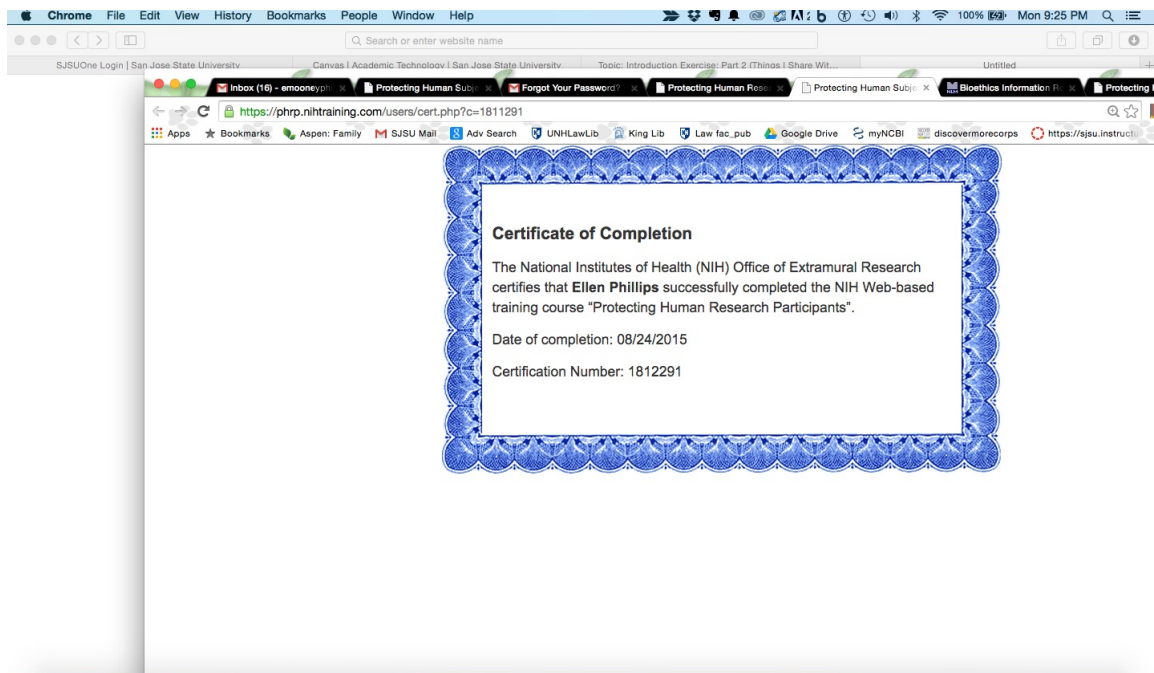 Chrome File Edit View History Bookmarks People Window Help 100% Mon 9:25 PM
Search or enter website name
SJSUOne Login | San Jose State University Canvas | Academic Technology | San Jose State University Topic: Introduction Exercise: Part 2 (Things I Share Wit... Untitled
Inbox (16) - emooneyph Protecting Human Subje Forgot Your Password? Protecting Human Rese Protecting Human Subje Bioethics Information Re Protecting
https://phrp.nihtraining.com/users/cert.php?c=1811291
Apps Bookmarks Aspen: Family SJSU Mail Adv Search UNHLawLib King Lib Law fac_pub Google Drive myNCBI discovermorecorps https://sjsu.instructu
Certificate of Completion
The National Institutes of Health (NIH) Office of Extramural Research
certifies that Ellen Phillips successfully completed the NIH Web-based
training course “Protecting Human Research Participants”.
Date of completion: 08/24/2015
Certification Number: 1812291